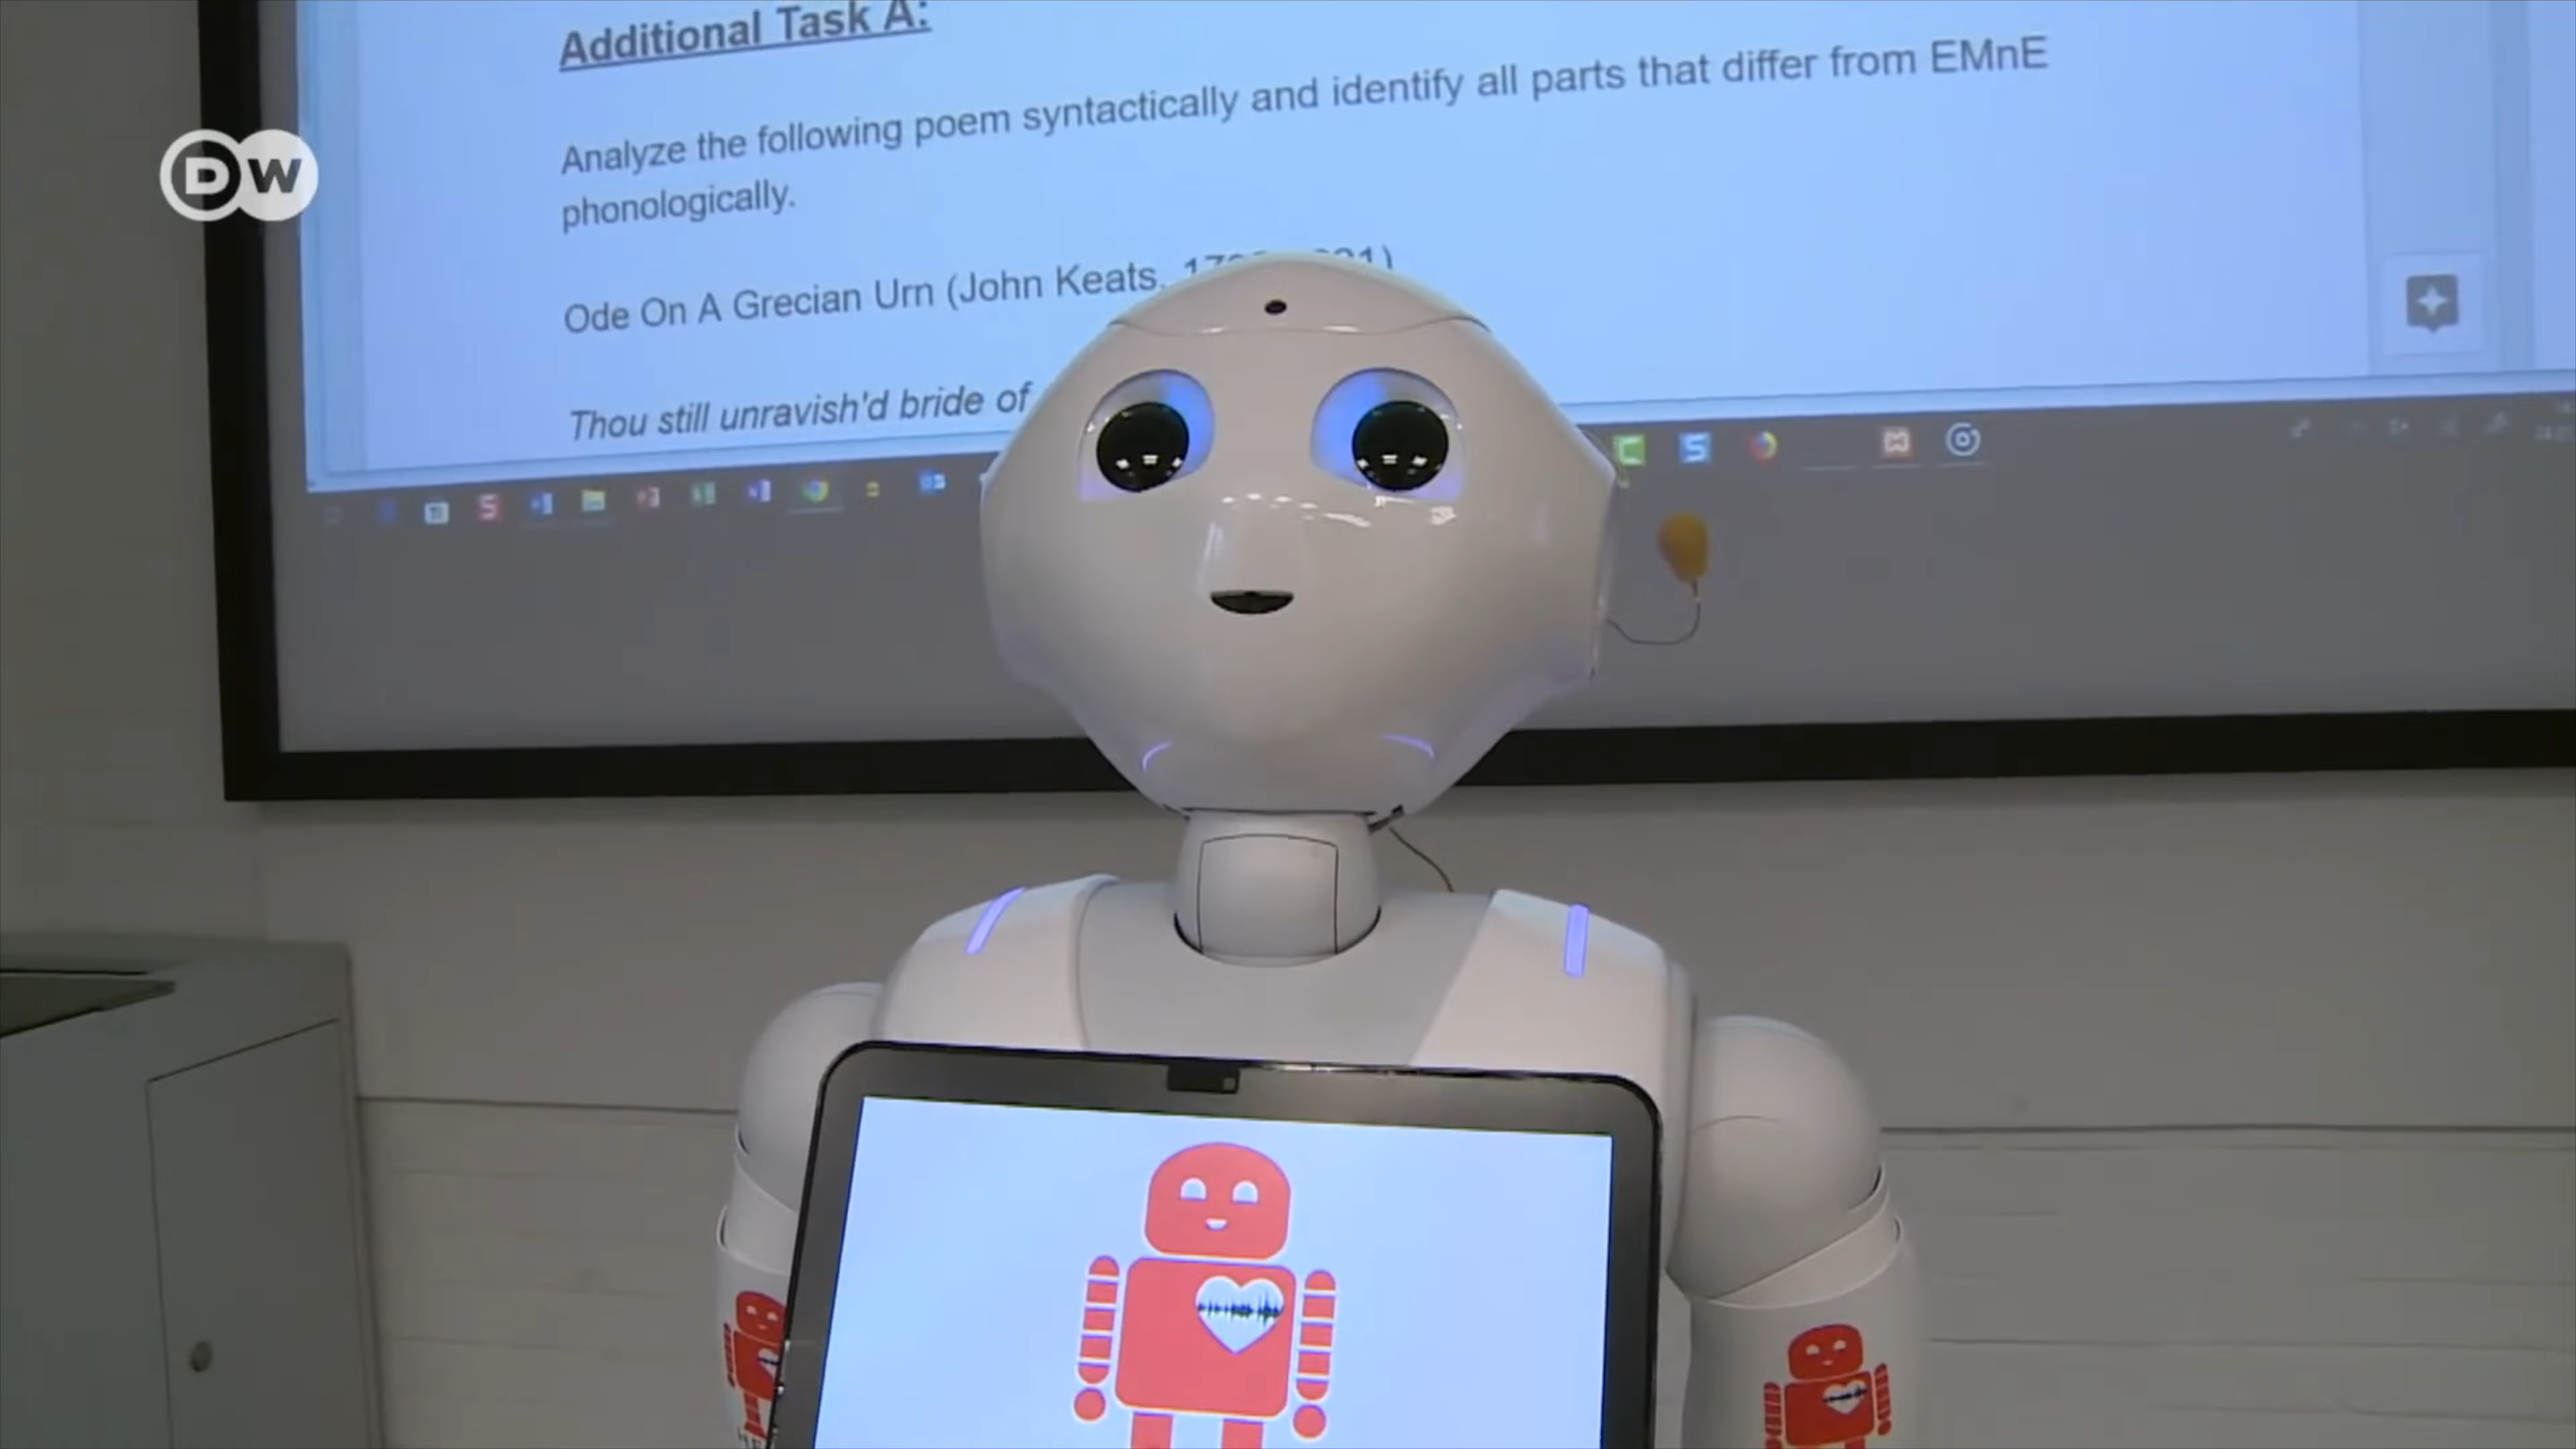 Additional Task A:
DW
Analyze the following poem syntactically and identify all parts that differ from EMnE
phonologically.
Ode On A Grecian Urn (John Keats,
Thou still unravish'd bride of